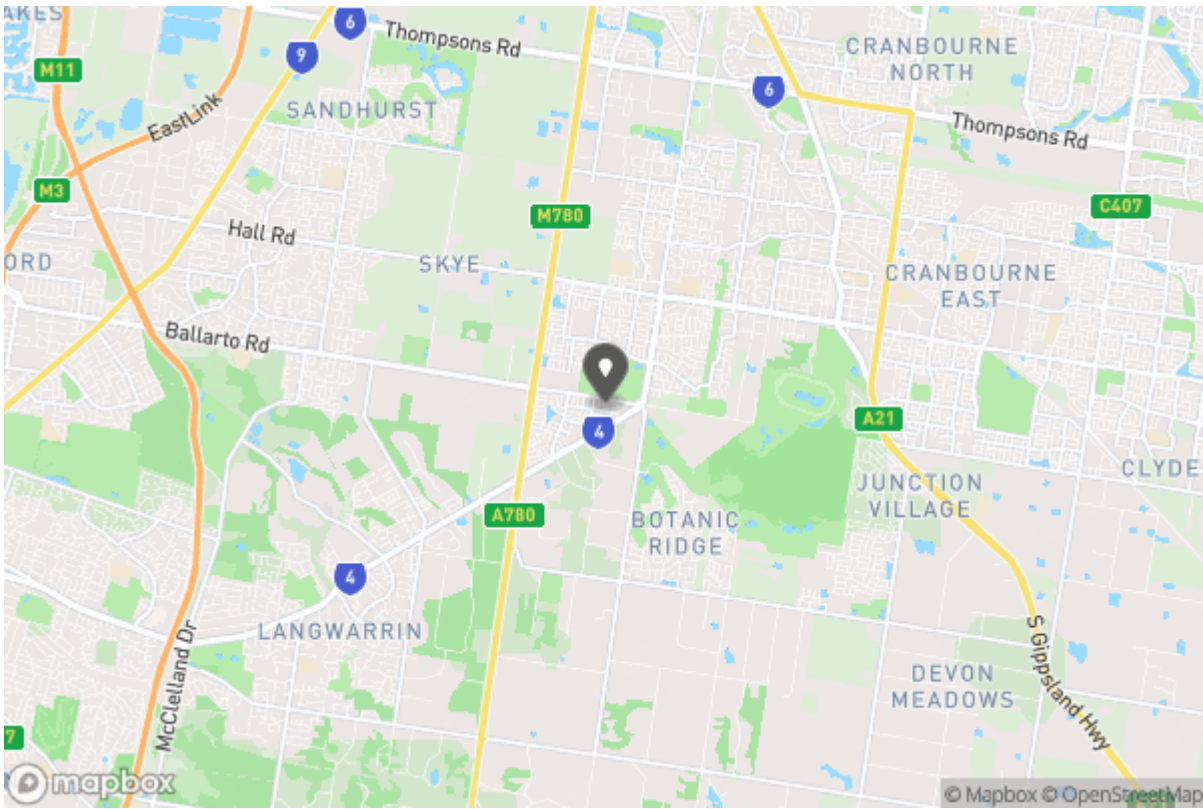 AKES
6
Thompsons Rd
9
CRANBOURNE
NORTH
M11
6
SANDHURST
EastLink
Thompsons Rd
M3
C407
M780
Hall Rd
ORD
SKYE
CRANBOURNE
EAST
Ballarto Rd
4
A21
CLYDE
JUNCTION
VILLAGE
A780
BOTANIC
RIDGE
4
LANGWARRIN
S Gippsland Hwy
McClelland Dr
DEVON
MEADOWS
7
mapbox
© Mapbox © OpenStreetMap